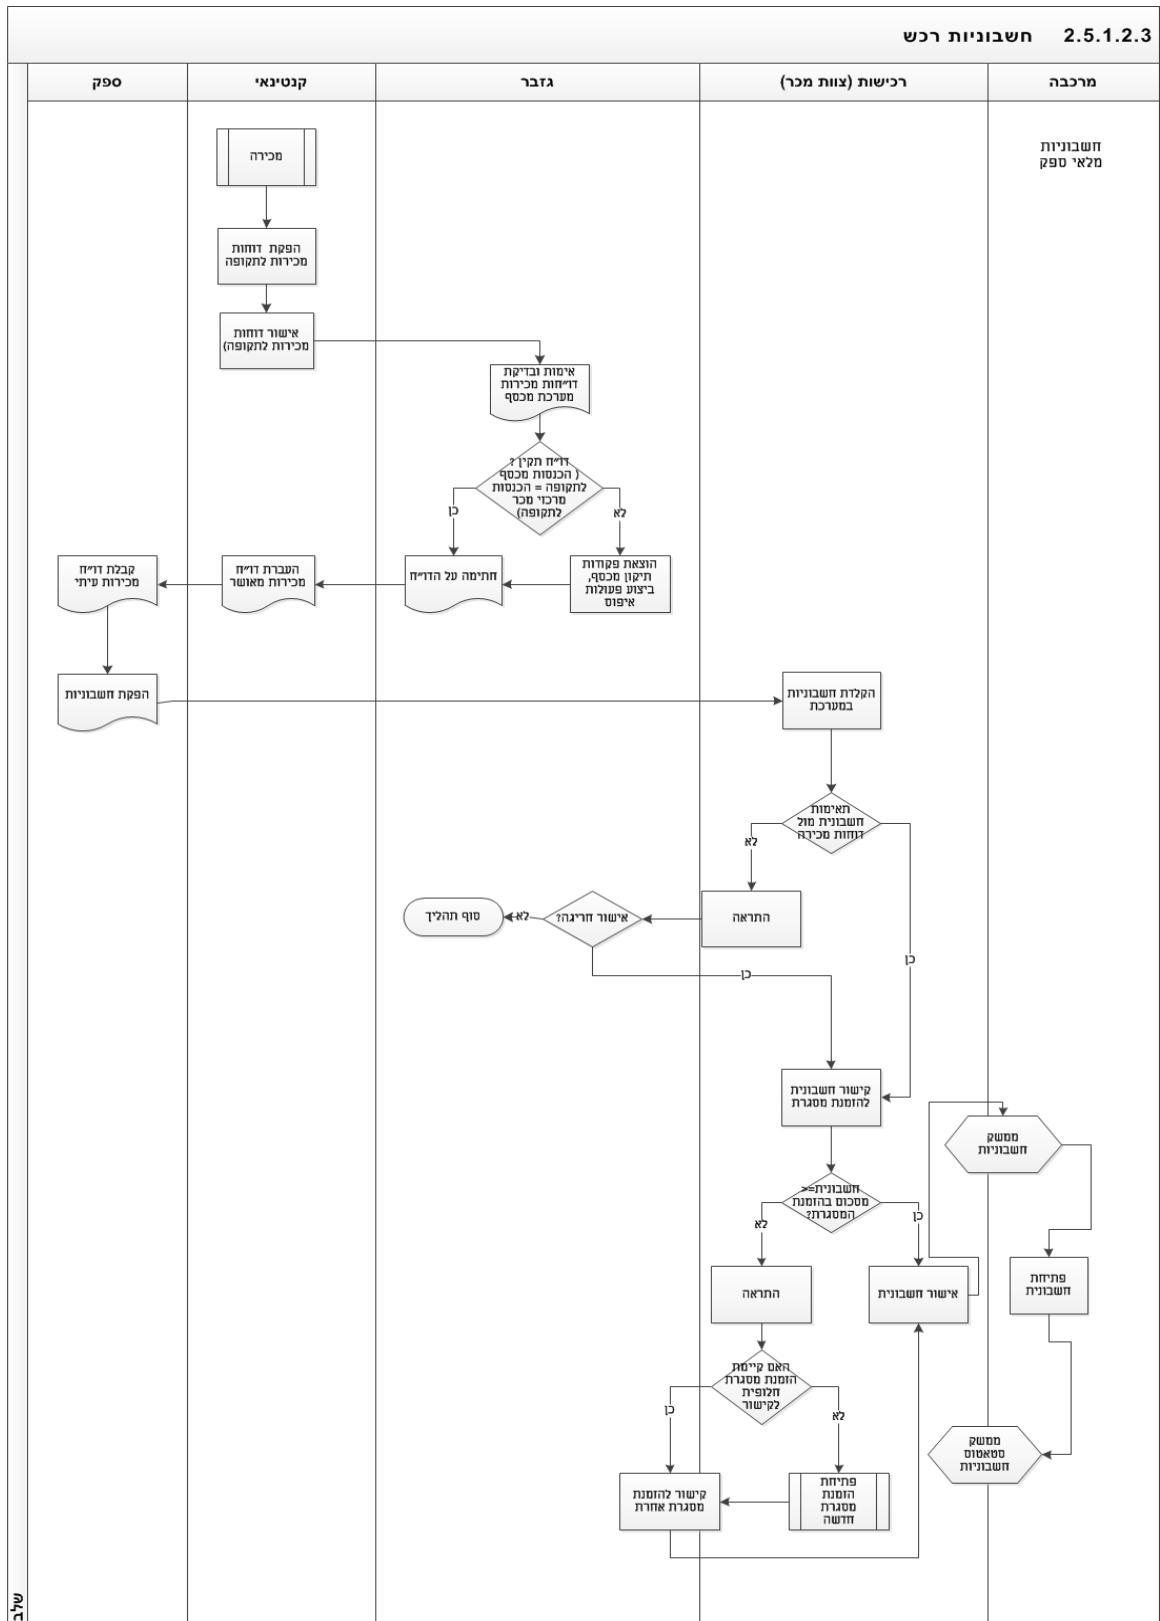 2.5.1.2.3 חשבוניות רכש
מרכבה
רכישות (צוות מכר)
גזבר
קנטינאי
ספק
חשבוניות
מלאי ספק
מכירה
הפקת דוחות
מכירות לתקופה
אישור דוחות
מכירות לתקופה)
אימות ובדיקת
דו״חות מכירות
מערכת מכסף
דו״ח תקין ?
( הכנסות מכסף
לתקופה = הכנסות
מרכזי מכר
לתקופה)
כן
לא
הוצאת פקודות
תיקון מכסף,
ביצוע פעולות
איפוס
חתימה על הדו״ח
העברת דו״ח
מכירות מאושר
קבלת דו״ח
מכירות עיתי
הפקת חשבוניות
הקלדת חשבוניות
במערכת
תאימות
חשבונית מול
דוחות מכירה
לא
כן
התראה
אישור חריגה?
לא
סוף תהליך
כן
קישור חשבונית
להזמנת מסגרת
חשבונית=<
מסכום בהזמנת
המסגרת?
לא
כן
התראה
אישור חשבונית
ממשק
חשבוניות
פתיחת
חשבונית
ממשק
סטאטוס
חשבוניות
האם קיימת
הזמנת מסגרת
חלופית
לקישור
כן
לא
פתיחת
הזמנת
מסגרת
חדשה
קישור להזמנת
מסגרת אחרת
שלב